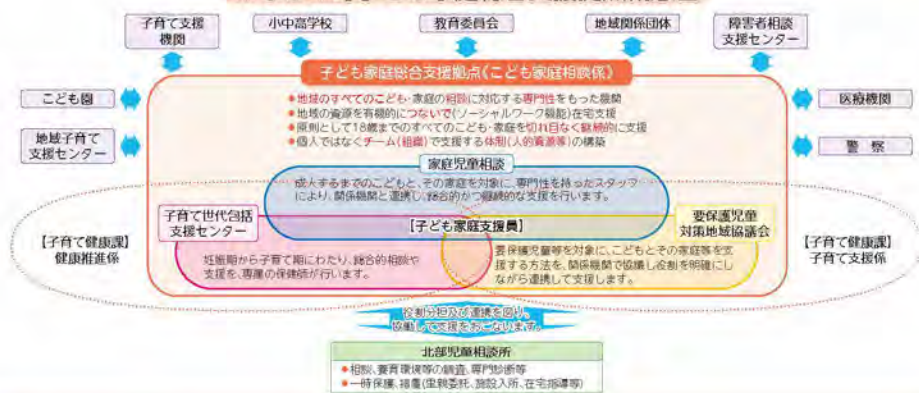 子育て支援
機関
小中高学校
教育委員会
地域関係団体
障害者相談
支援センター
子ども家庭総合支援拠点《こども家庭相談係》
こども園
医療機関
●地域のすべてのこども・家庭の相談に対応する専門性をもった機関
●地域の資源を有機的につないで(ソーシャルワーク機能)在宅支援
●原則として18歳までのすべてのこども・家庭を切れ目なく継続的に支援
●個人ではなくチーム(組織)で支援する体制(人的資源等)の構築
地域子育て
支援センター
警察
家庭児童相談
成人するまでのこどもと、その家庭を対象に、専門性を持ったスタッフ
により、関係機関と連携し、総合的かつ継続的な支援を行います。
子育て世代包括
支援センター
【子ども家庭支援員】
要保護児童
対策地域協議会
【子育て健康課】
健康推進係
妊娠期から子育て期にわたり、総合的相談や
支援を、専属の保健師が行います。
要保護児童等を対象に、こどもとその家庭等を支
援する方法を、関係機関で協議し役割を明確にし
ながら連携して支援します。
【子育て健康課】
子育て支援係
役割分担及び連携を図り、
協働して支援をおこないます。
北部児童相談所
●相談、養育環境等の調査、専門診断等
●一時保護、措置(里親委託、施設入所、在宅指導等)